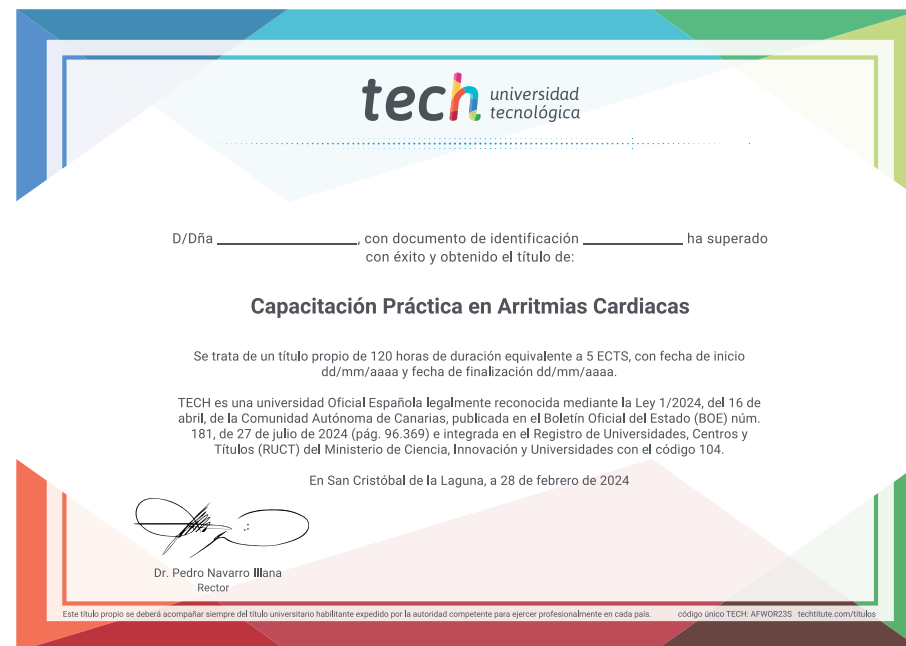 tech universidad
tecnológica
D/Dña ____________________, con documento de identificación ______________ ha superado
con éxito y obtenido el título de:
Capacitación Práctica en Arritmias Cardiacas
Se trata de un título propio de 120 horas de duración equivalente a 5 ECTS, con fecha de inicio
dd/mm/aaaa y fecha de finalización dd/mm/aaaa.
TECH es una universidad Oficial Española legalmente reconocida mediante la Ley 1/2024, del 16 de
abril, de la Comunidad Autónoma de Canarias, publicada en el Boletín Oficial del Estado (BOE) núm.
181, de 27 de julio de 2024 (pág. 96.369) e integrada en el Registro de Universidades, Centros y
Títulos (RUCT) del Ministerio de Ciencia, Innovación y Universidades con el código 104.
En San Cristóbal de la Laguna, a 28 de febrero de 2024
Dr. Pedro Navarro Illana
Rector
Este título propio se deberá acompañar siempre del título universitario habilitante expedido por la autoridad competente para ejercer profesionalmente en cada país. código único TECH: AFWOR23S techtitute.com/titulos